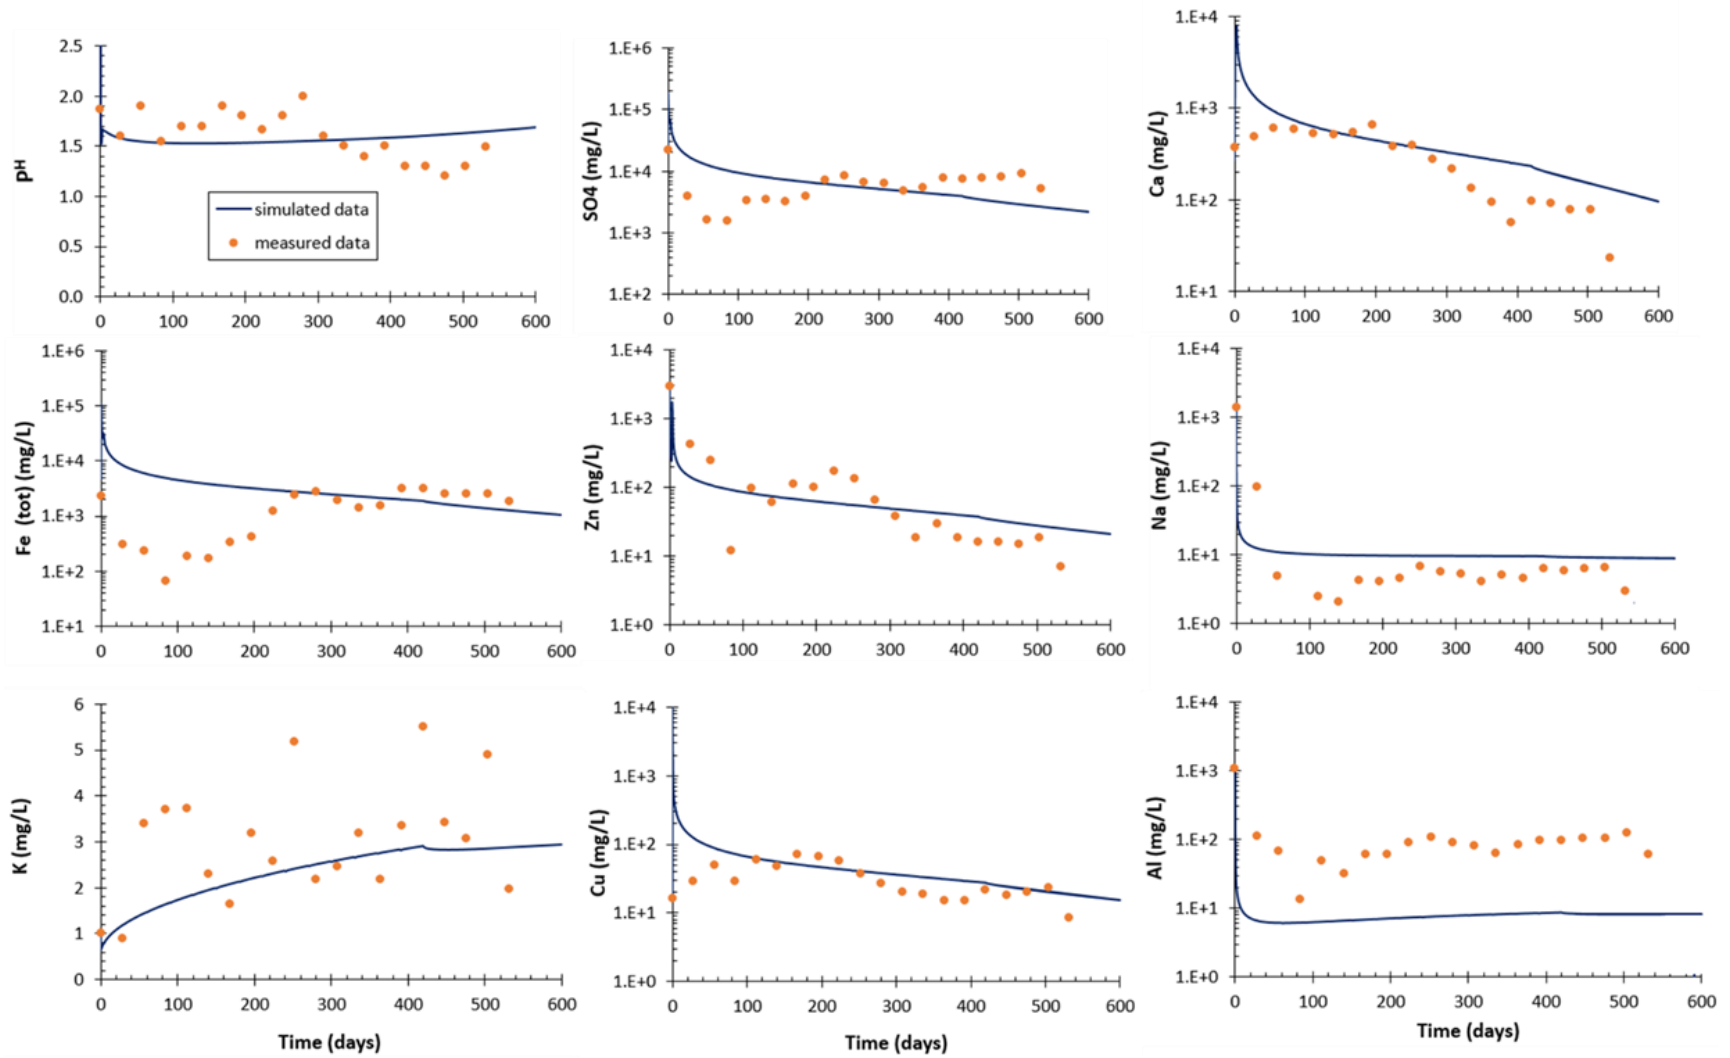 2.5
2.0
1.5
1.0
0.5
0.0
pH
simulated data
measured data
0 100 200 300 400 500 600
1.E+6
1.E+5
1.E+4
1.E+3
1.E+2
SO4 (mg/L)
0 100 200 300 400 500 600
1.E+4
1.E+3
1.E+2
1.E+1
Ca (mg/L)
0 100 200 300 400 500 600
1.E+6
1.E+5
1.E+4
1.E+3
1.E+2
1.E+1
Fe (tot) (mg/L)
0 100 200 300 400 500 600
1.E+4
1.E+3
1.E+2
1.E+1
1.E+0
Zn (mg/L)
0 100 200 300 400 500 600
1.E+4
1.E+3
1.E+2
1.E+1
1.E+0
Na (mg/L)
0 100 200 300 400 500 600
6
5
4
3
2
1
0
K (mg/L)
0 100 200 300 400 500 600
Time (days)
1.E+4
1.E+3
1.E+2
1.E+1
1.E+0
Cu (mg/L)
0 100 200 300 400 500 600
Time (days)
1.E+4
1.E+3
1.E+2
1.E+1
1.E+0
Al (mg/L)
0 100 200 300 400 500 600
Time (days)